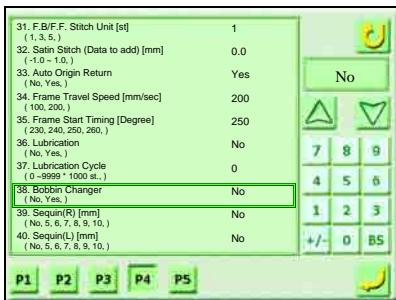 31. F.B/F.F. Stitch Unit [st] 1
( 1, 3, 5, )
32. Satin Stitch (Data to add) [mm] 0.0
( -1.0 ~ 1.0, )
33. Auto Origin Return Yes
( No, Yes, )
34. Frame Travel Speed [mm/sec] 200
( 100, 200, )
35. Frame Start Timing [Degree] 250
( 230, 240, 250, 260, )
36. Lubrication No
( No, Yes, )
37. Lubrication Cycle 0
( 0 ~9999 * 1000 st., )
38. Bobbin Changer No
( No, Yes, )
39. Sequin(R) [mm] No
( No, 5, 6, 7, 8, 9, 10, )
40. Sequin(L) [mm] No
( No, 5, 6, 7, 8, 9, 10, )
No
7 8 9
4 5 6
1 2 3
+/- 0 BS
P1 P2 P3 P4 P5